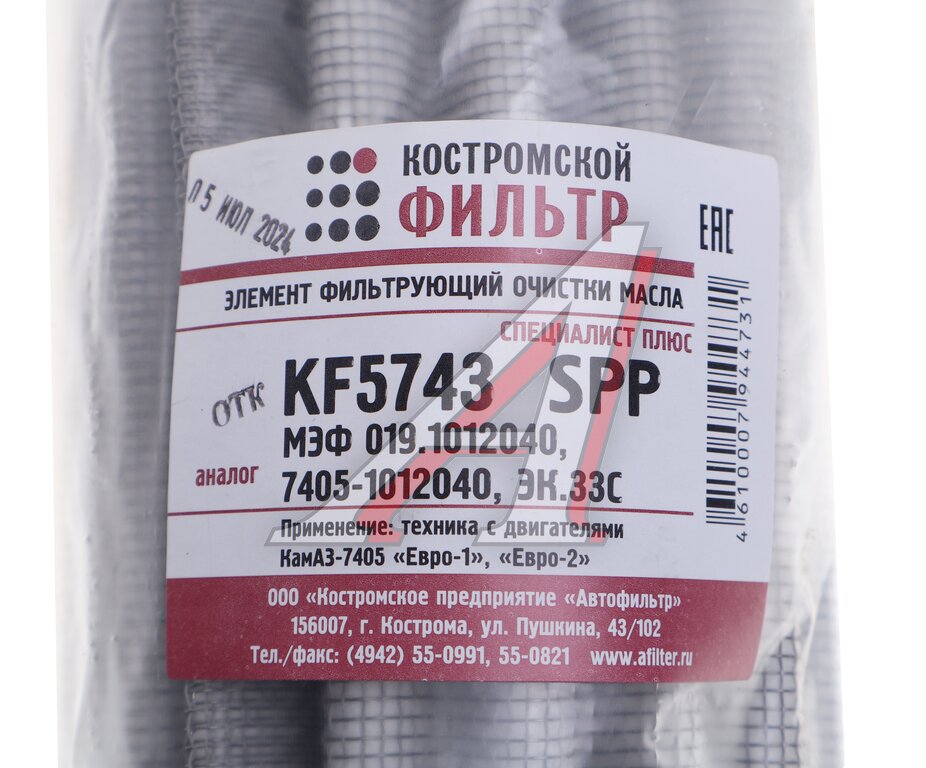 КОСТРОМСКОЙ
ФИЛЬТР
П 5 ИЮЛ 2024
ЕАС
ЭЛЕМЕНТ ФИЛЬТРУЮЩИЙ ОЧИСТКИ МАСЛА
СПЕЦИАЛИСТ ПЛЮС
ОТК
KF5743 SPP
МЭФ 019.1012040,
аналог
7405-1012040, ЭК.33С
Применение: техника с двигателями
КамАЗ-7405 «Евро-1», «Евро-2»
4610007944731
ООО «Костромское предприятие «Автофильтр»
156007, г. Кострома, ул. Пушкина, 43/102
Тел./факс: (4942) 55-0991, 55-0821 www.afilter.ru